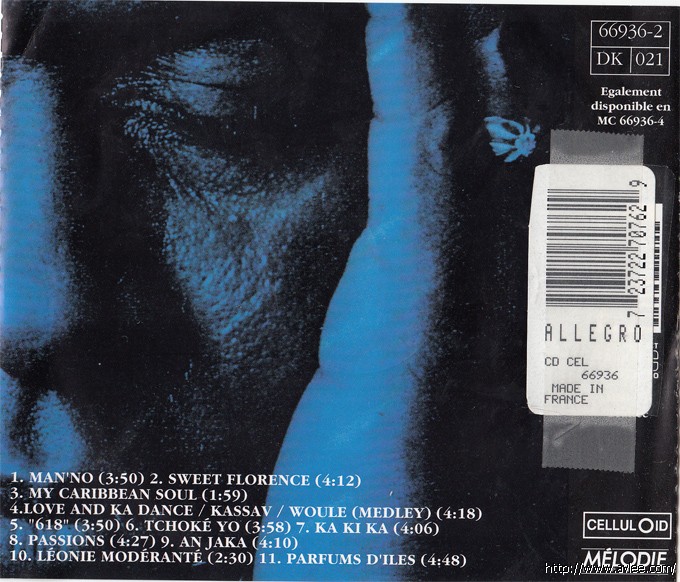 66936-2
DK 021
Egalement
disponible en
MC 66936-4
7 23722 70762 9
ALLEGRO
CD CEL
66936
MADE IN
FRANCE
1. MAN'NO (3:50) 2. SWEET FLORENCE (4:12)
3. MY CARIBBEAN SOUL (1:59)
4.LOVE AND KA DANCE / KASSAV / WOULE (MEDLEY) (4:18)
5. "618" (3:50) 6. TCHOKÉ YO (3:58) 7. KA KI KA (4:06)
8. PASSIONS (4:27) 9. AN JAKA (4:10)
10. LÉONIE MODÉRANTÉ (2:30) 11. PARFUMS D'ILES (4:48)
CELLULOID
MÉLODIE
http://www.avlee.com/